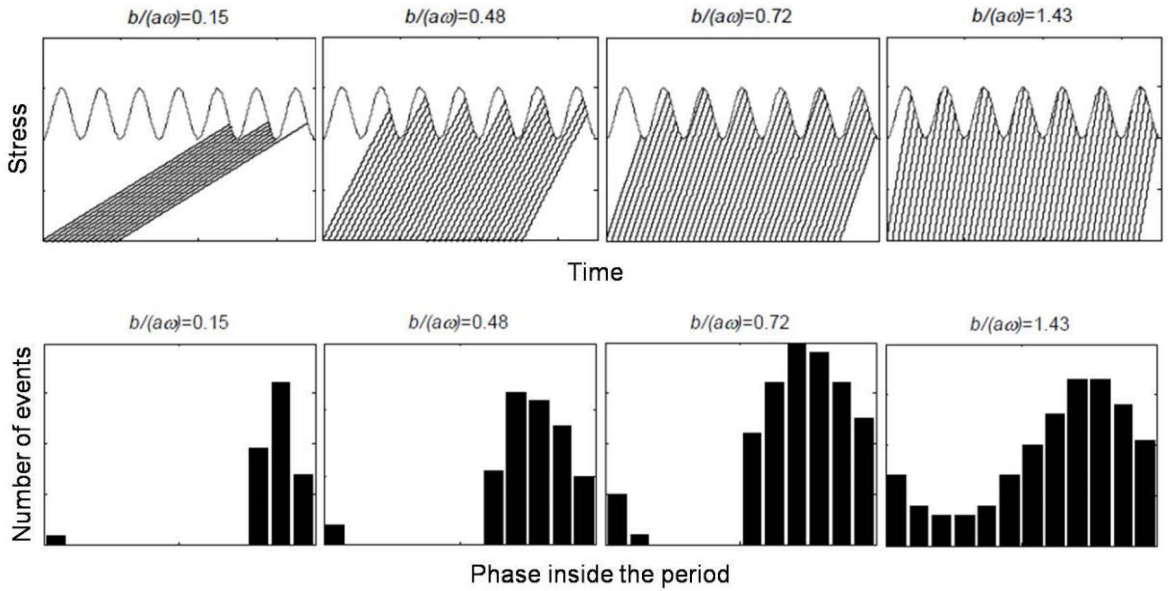 b/(aω)=0.15
b/(aω)=0.48
b/(aω)=0.72
b/(aω)=1.43
Stress
Time
b/(aω)=0.15
b/(aω)=0.48
b/(aω)=0.72
b/(aω)=1.43
Number of events
Phase inside the period